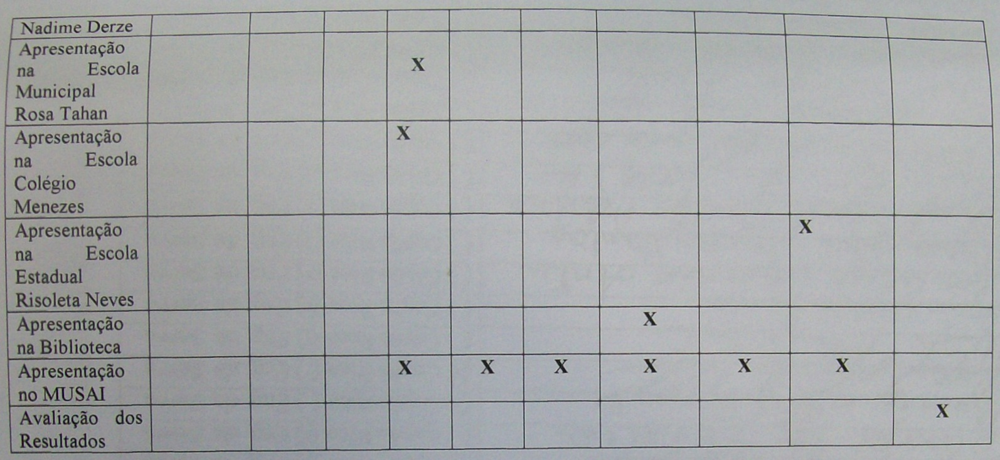 Nadime Derze
Apresentação
na Escola X
Municipal
Rosa Tahan
Apresentação X
na Escola
Colégio
Menezes
Apresentação X
na Escola
Estadual
Risoleta Neves
Apresentação X
na Biblioteca
Apresentação X X X X X X
no MUSAI
Avaliação dos X
Resultados